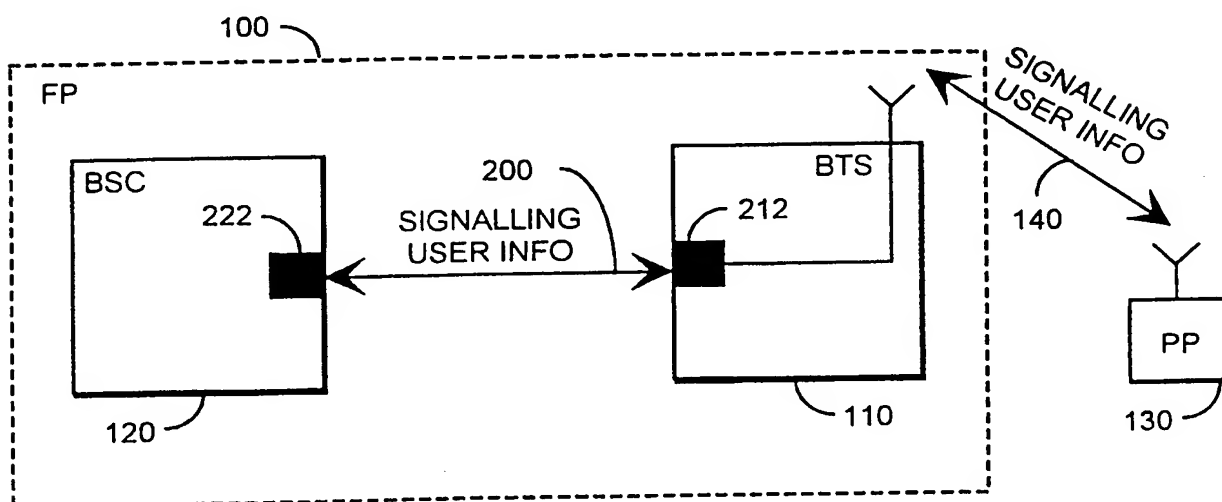 100
FP
BSC
222
200
SIGNALLING
USER INFO
BTS
212
SIGNALLING
USER INFO
140
PP
120
110
130